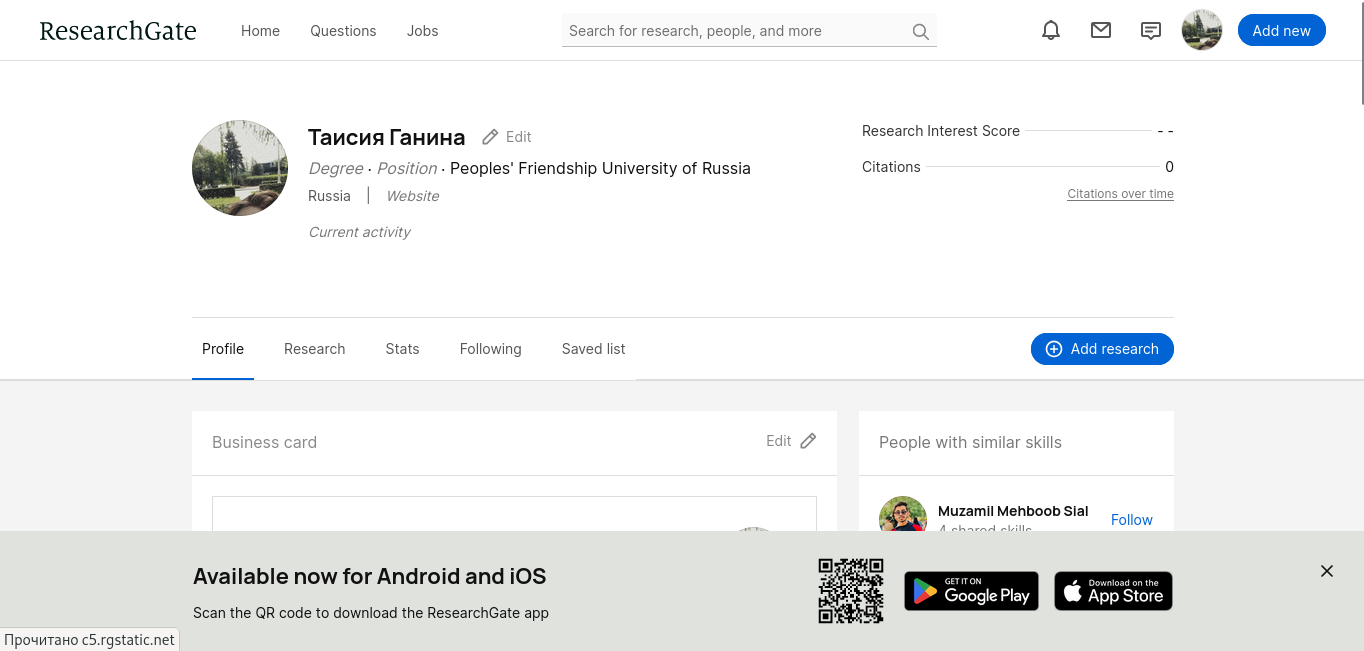 ResearchGate Home Questions Jobs Search for research, people, and more Add new
Таисия Ганина Edit
Degree · Position · Peoples' Friendship University of Russia
Russia | Website
Current activity
Research Interest Score - -
Citations 0
Citations over time
Profile Research Stats Following Saved list Add research
Business card Edit
People with similar skills
Muzamil Mehboob Sial
4 shared skills
Follow
Available now for Android and iOS
Scan the QR code to download the ResearchGate app
GET IT ON
Google Play
Download on the
App Store
Прочитано c5.rgstatic.net